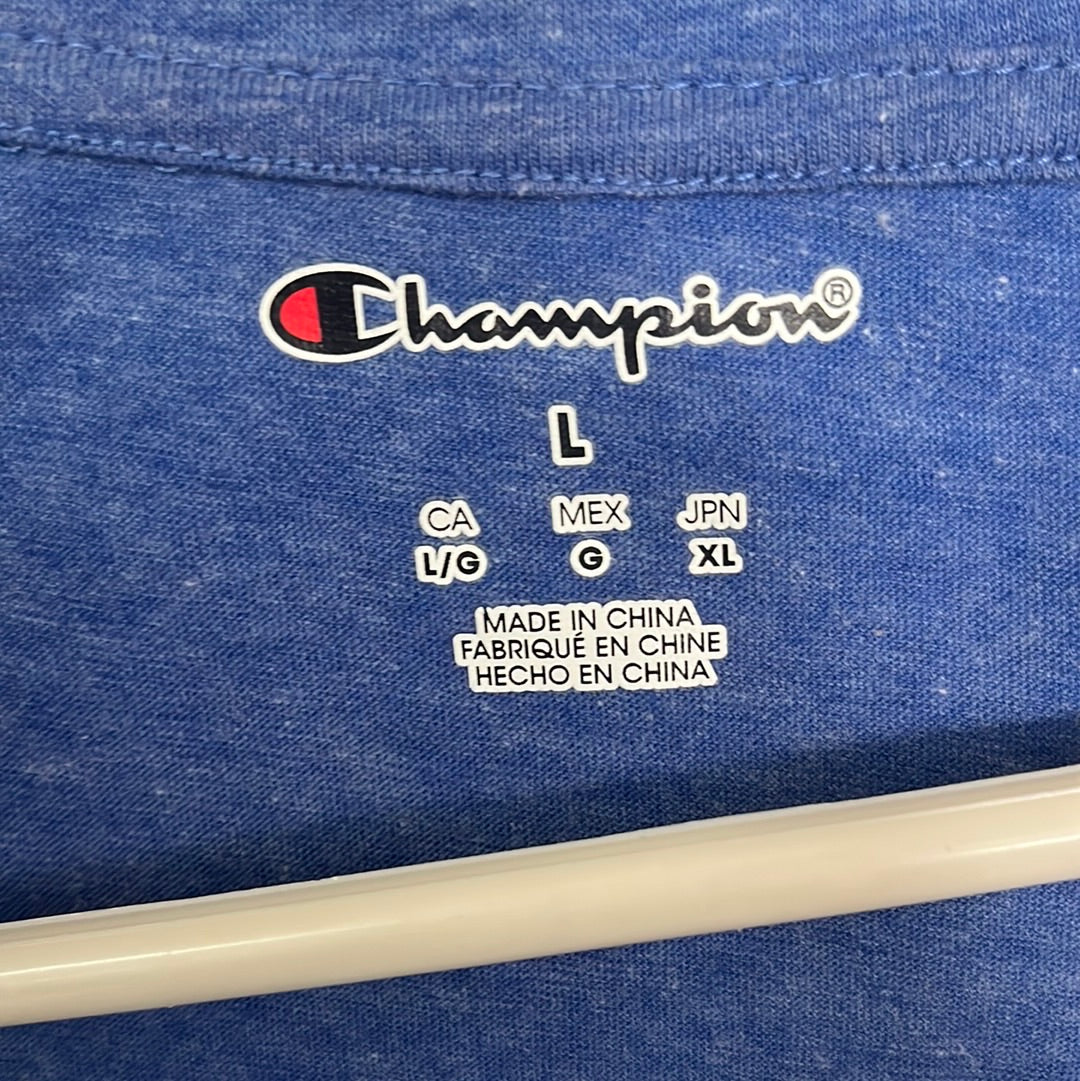 Champion®
L
CA MEX JPN
L/G G XL
MADE IN CHINA
FABRIQUÉ EN CHINE
HECHO EN CHINA